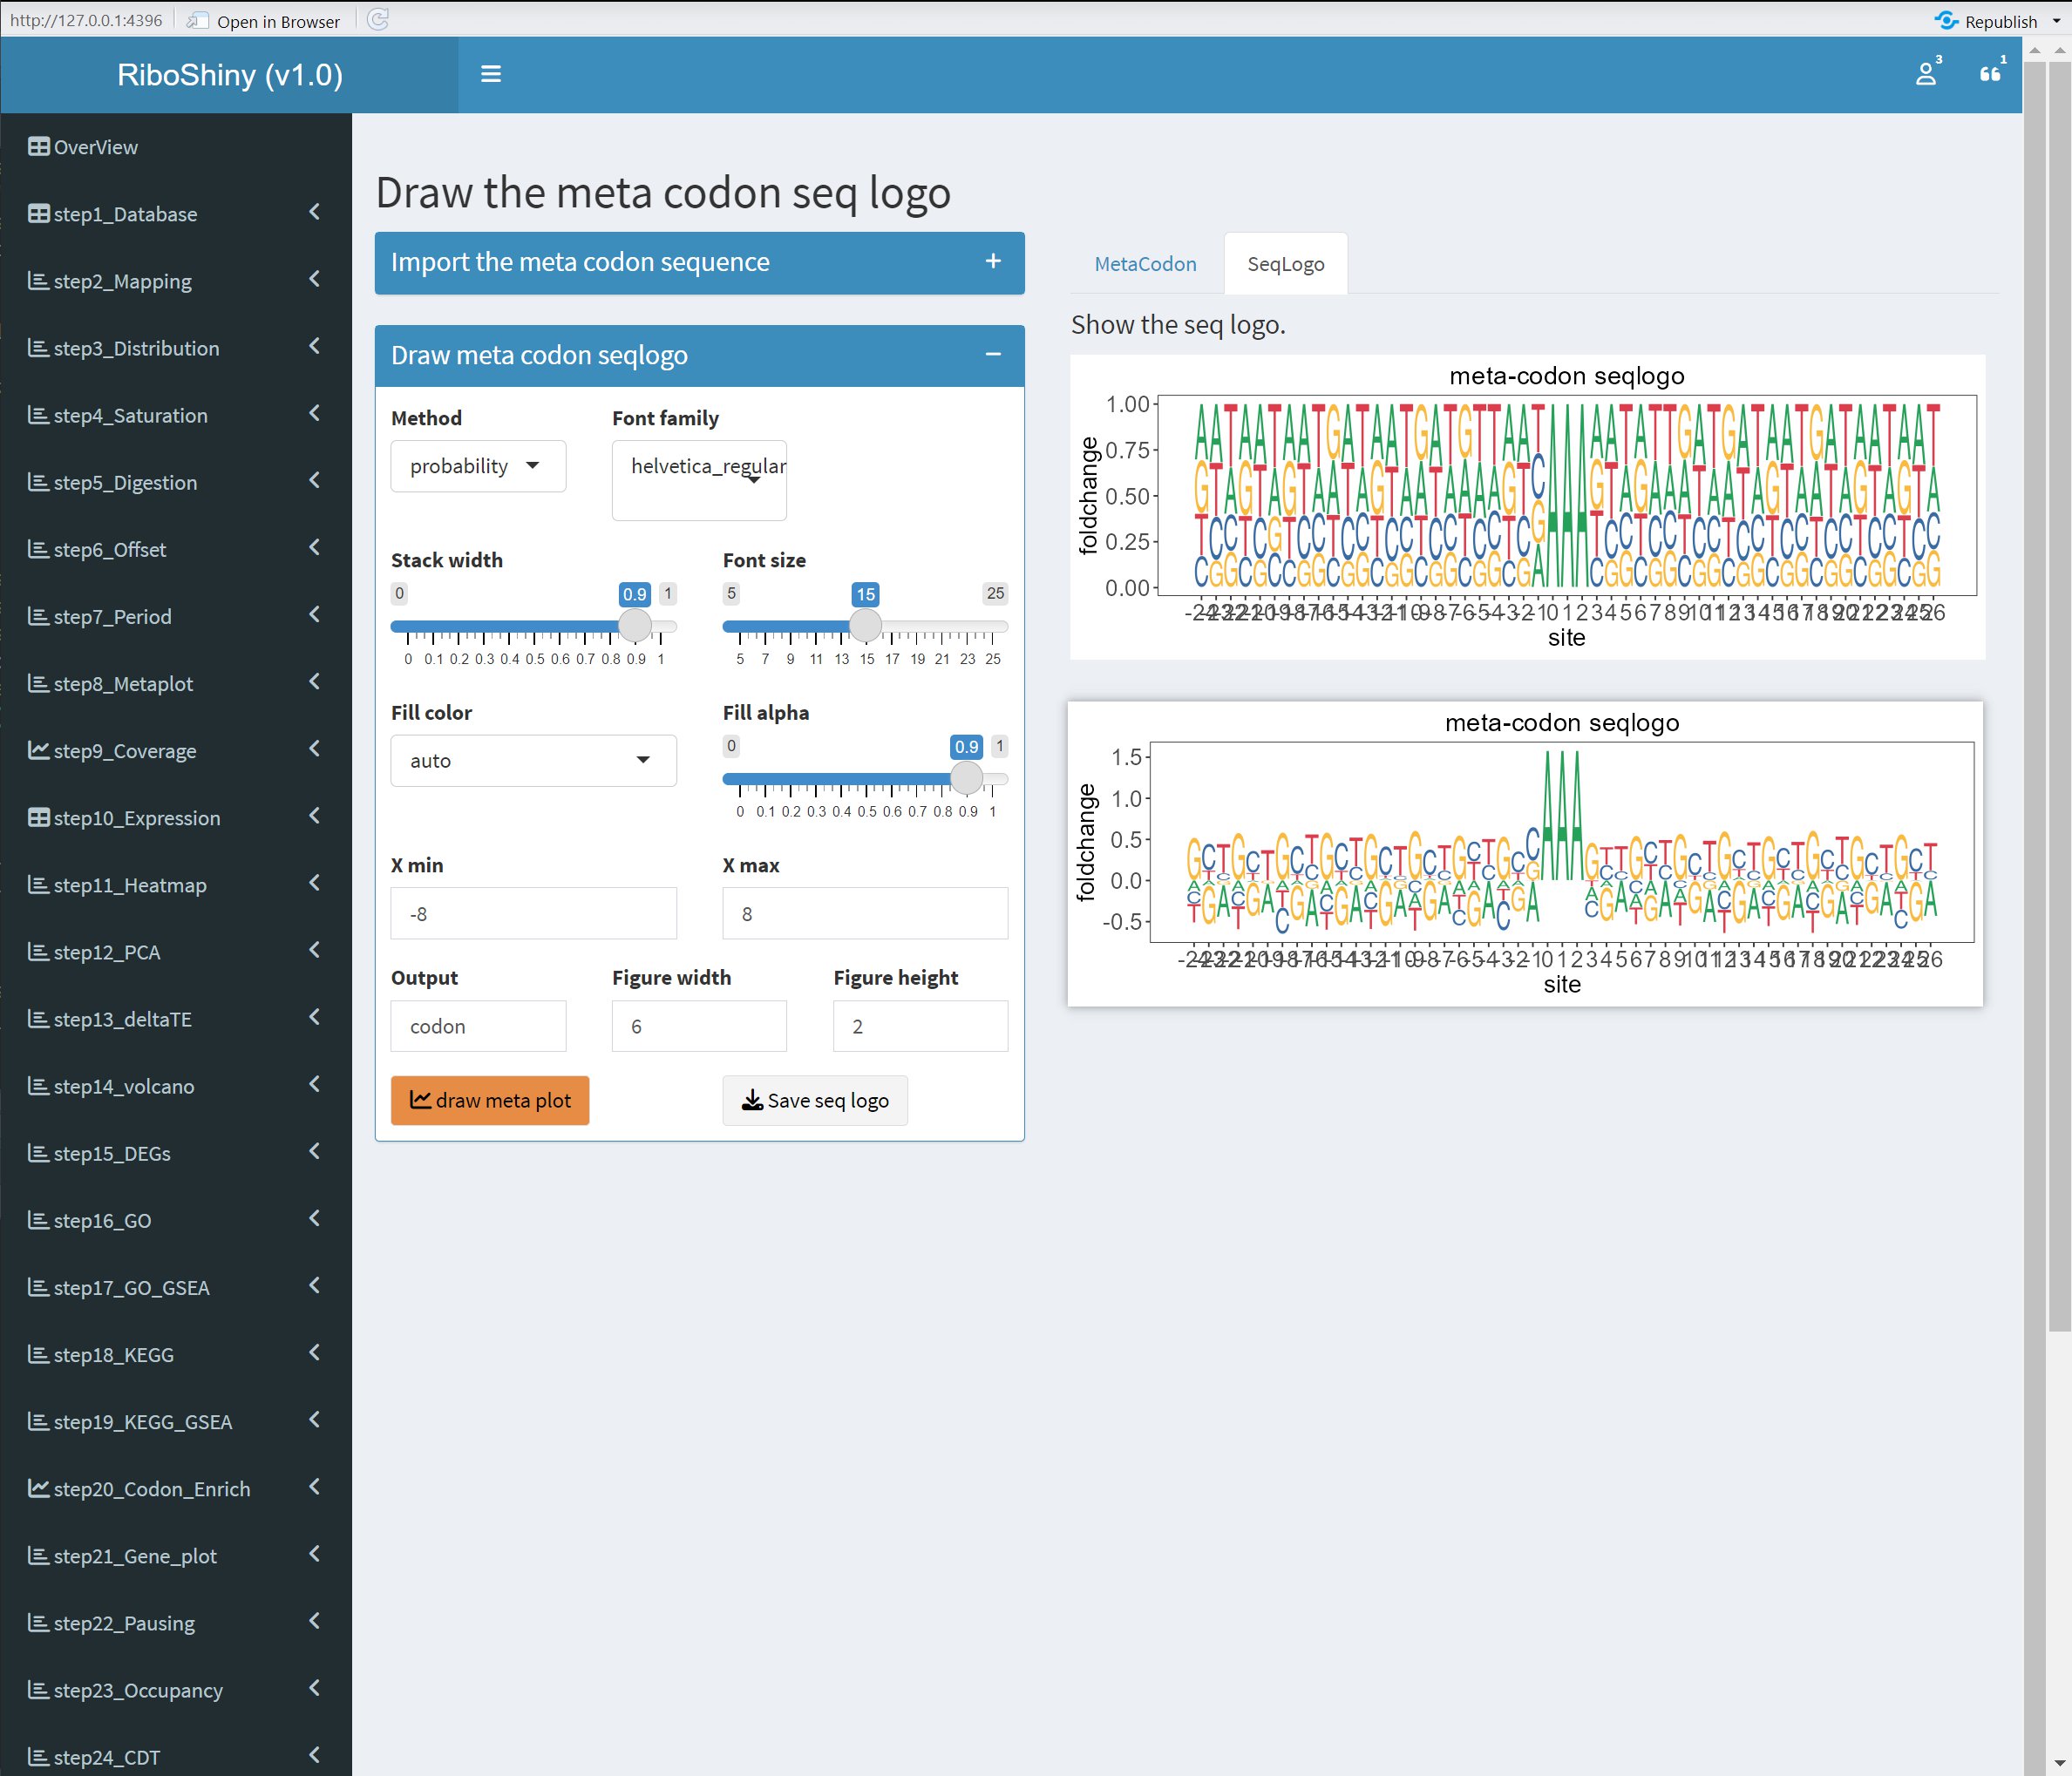 http://127.0.0.1:4396 Open in Browser Republish
RiboShiny (v1.0) 3 1
OverView
step1_Database
step2_Mapping
step3_Distribution
step4_Saturation
step5_Digestion
step6_Offset
step7_Period
step8_Metaplot
step9_Coverage
step10_Expression
step11_Heatmap
step12_PCA
step13_deltaTE
step14_volcano
step15_DEGs
step16_GO
step17_GO_GSEA
step18_KEGG
step19_KEGG_GSEA
step20_Codon_Enrich
step21_Gene_plot
step22_Pausing
step23_Occupancy
step24_CDT
Draw the meta codon seq logo
Import the meta codon sequence
Draw meta codon seqlogo
Method Font family
probability helvetica_regular
Stack width Font size
0 0.9 1 5 15 25
0 0.1 0.2 0.3 0.4 0.5 0.6 0.7 0.8 0.9 1 5 7 9 11 13 15 17 19 21 23 25
Fill color Fill alpha
auto
0 0.9 1
0 0.1 0.2 0.3 0.4 0.5 0.6 0.7 0.8 0.9 1
X min X max
-8 8
Output Figure width Figure height
codon 6 2
draw meta plot Save seq logo
MetaCodon SeqLogo
Show the seq logo.
meta-codon seqlogo
1.00
0.75
0.50
0.25
0.00
foldchange
site
meta-codon seqlogo
1.5
1.0
0.5
0.0
-0.5
foldchange
AAA
site